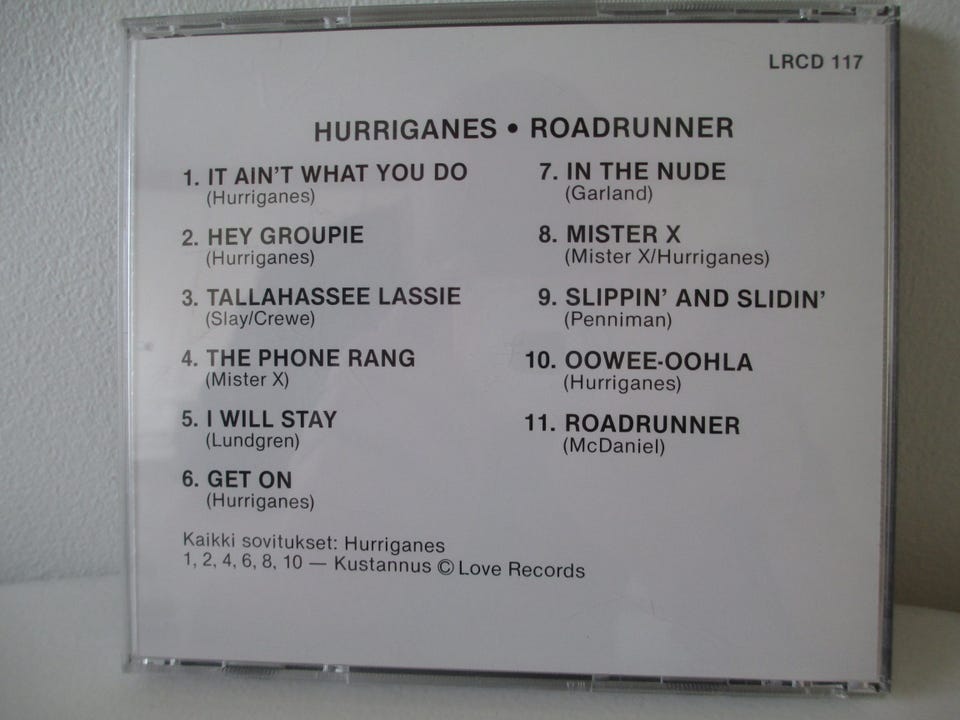 LRCD 117
HURRIGANES • ROADRUNNER
1. IT AIN'T WHAT YOU DO
(Hurriganes)
2. HEY GROUPIE
(Hurriganes)
3. TALLAHASSEE LASSIE
(Slay/Crewe)
4. THE PHONE RANG
(Mister X)
5. I WILL STAY
(Lundgren)
6. GET ON
(Hurriganes)
7. IN THE NUDE
(Garland)
8. MISTER X
(Mister X/Hurriganes)
9. SLIPPIN' AND SLIDIN'
(Penniman)
10. OOWEE-OOHLA
(Hurriganes)
11. ROADRUNNER
(McDaniel)
Kaikki sovitukset: Hurriganes
1, 2, 4, 6, 8, 10 — Kustannus © Love Records